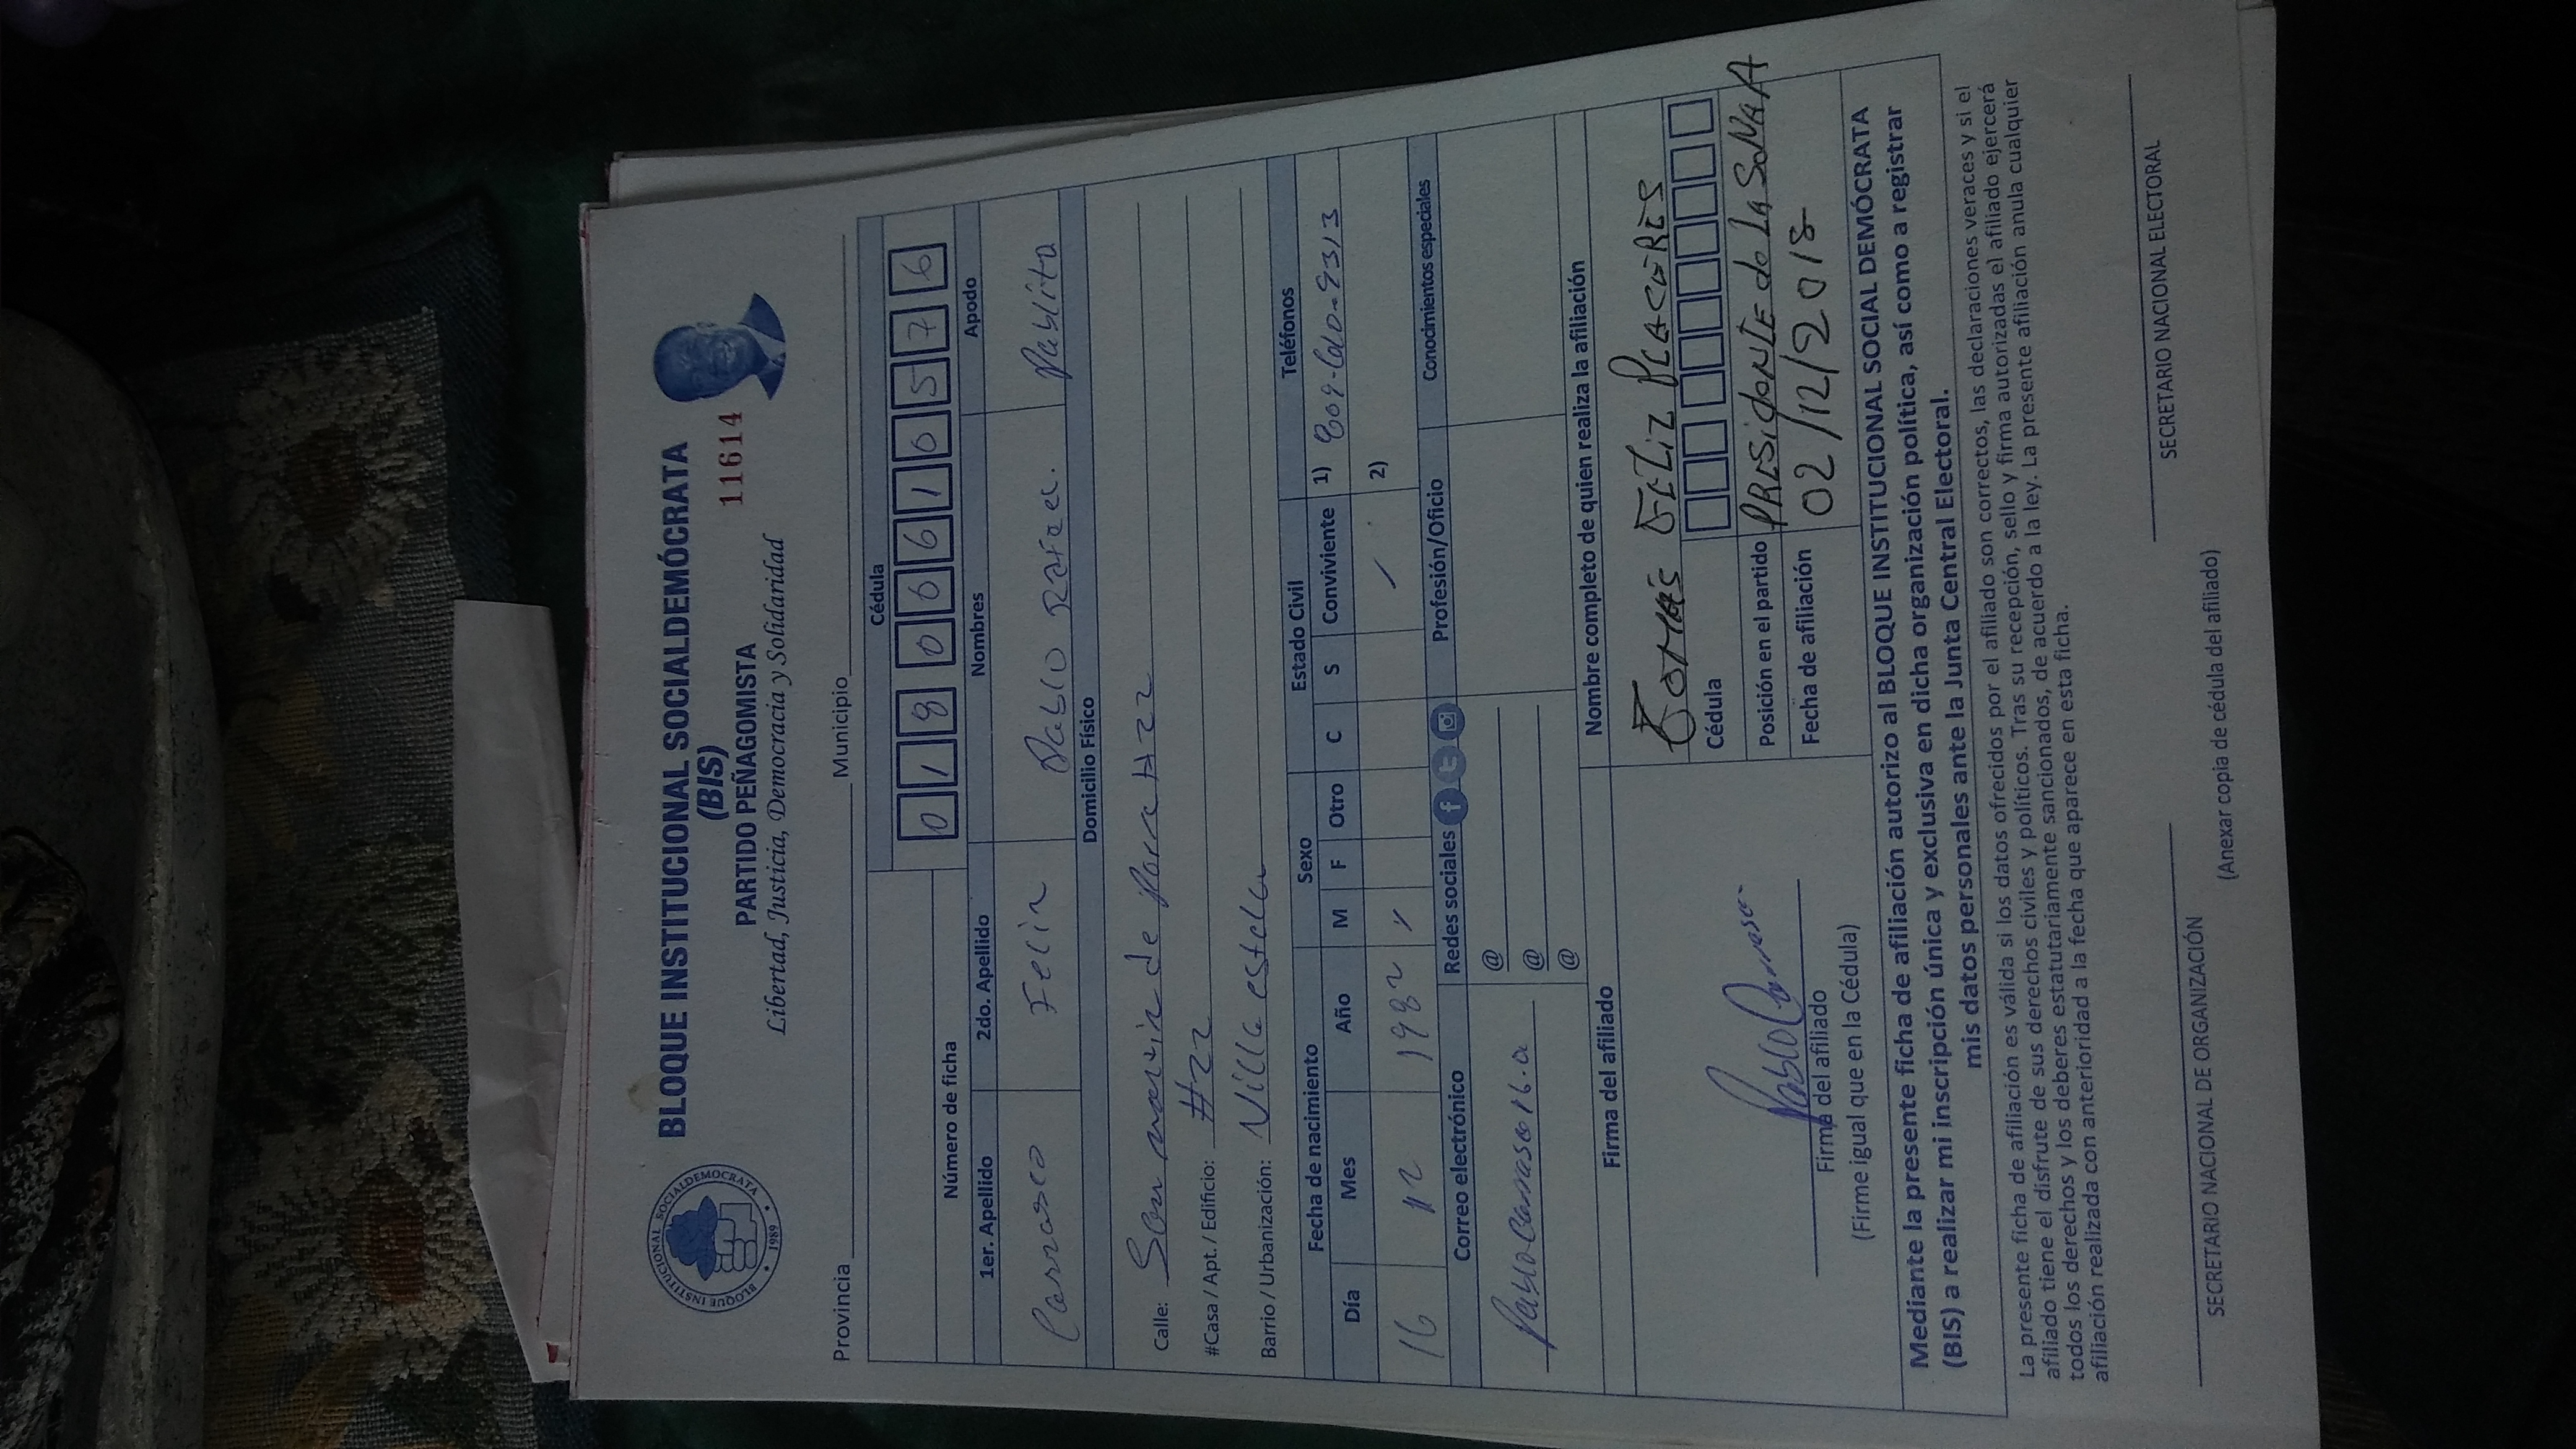 BLOQUE INSTITUCIONAL SOCIALDEMÓCRATA
(BIS)
PARTIDO PEÑAGOMISTA
11614
Libertad, Justicia, Democracia y Solidaridad
BLOQUE INSTITUCIONAL SOCIALDEMOCRATA
1989
Provincia Municipio
Cédula
0 1 8 0 0 6 6 1 0 5 7 6
Número de ficha
1er. Apellido 2do. Apellido Nombres Apodo
Carrasco Feliz Pablo Rafael Pablito
Domicilio Físico
Calle: San martin de Porra #22
#Casa / Apt. / Edificio: #22
Barrio / Urbanización: Villa estela
Fecha de nacimiento Sexo Estado Civil Teléfonos
Día Mes Año M F Otro C S Conviviente 1)
16 12 1982 2)
Correo electrónico Redes sociales Profesión/Oficio Conocimientos especiales
@
@
@
Firma del afiliado Nombre completo de quien realiza la afiliación
Tomás FELIZ
Cédula
Posición en el partido PRESidENTE de LA SoNA A
Fecha de afiliación 02/12/2018
Pablo Carrasco
Firma del afiliado
(Firme igual que en la Cédula)
Mediante la presente ficha de afiliación autorizo al BLOQUE INSTITUCIONAL SOCIAL DEMÓCRATA
(BIS) a realizar mi inscripción única y exclusiva en dicha organización política, así como a registrar
mis datos personales ante la Junta Central Electoral.
La presente ficha de afiliación es válida si los datos ofrecidos por el afiliado son correctos, las declaraciones veraces y si el
afiliado tiene el disfrute de sus derechos civiles y políticos. Tras su recepción, sello y firma autorizadas el afiliado ejercerá
todos los derechos y los deberes estatutariamente sancionados, de acuerdo a la ley. La presente afiliación anula cualquier
afiliación realizada con anterioridad a la fecha que aparece en esta ficha.
SECRETARIO NACIONAL DE ORGANIZACIÓN SECRETARIO NACIONAL ELECTORAL
(Anexar copia de cédula del afiliado)